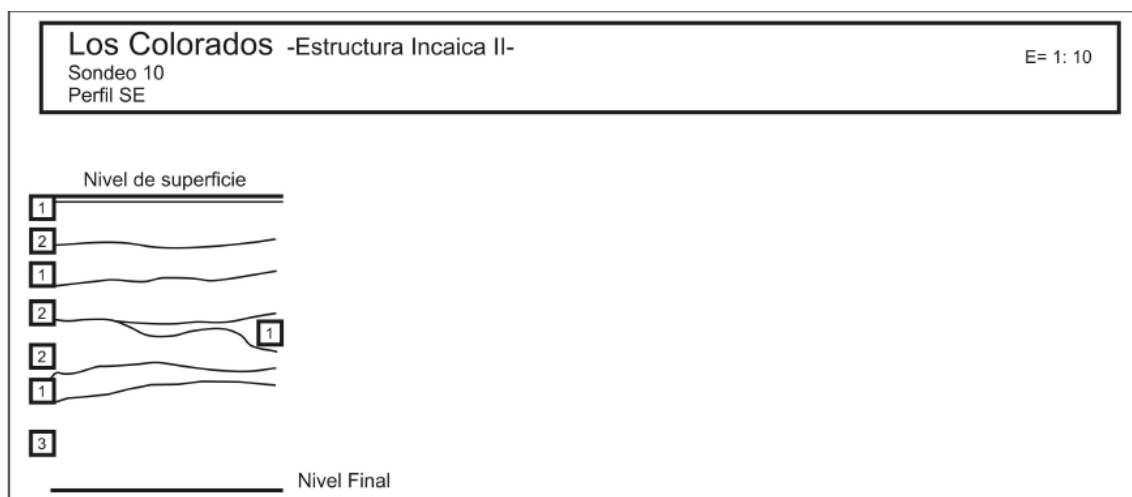 Los Colorados -Estructura Incaica II-
E= 1: 10
Sondeo 10
Perfil SE
Nivel de superficie
1
2
1
2
1
2
1
3
Nivel Final